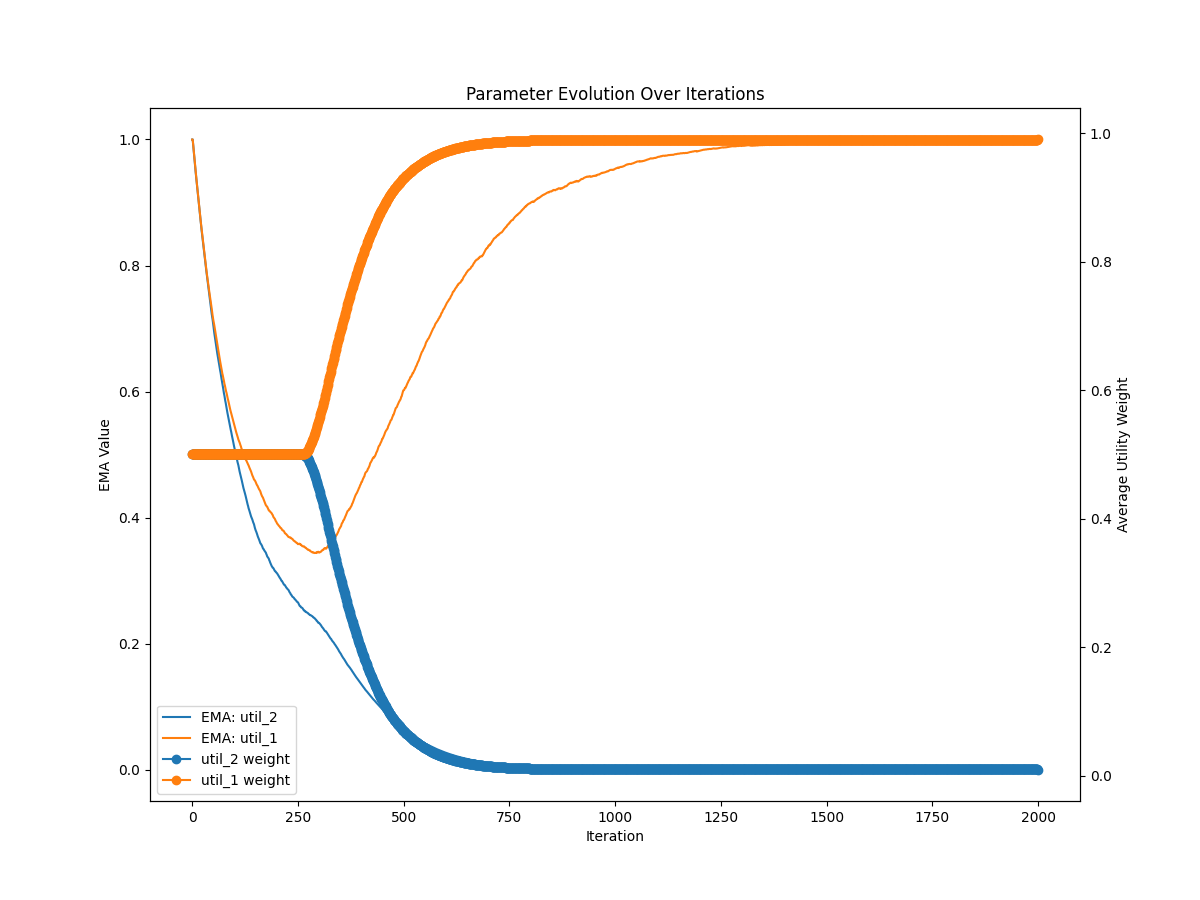 Parameter Evolution Over Iterations
1.0
0.8
0.6
0.4
0.2
0.0
EMA Value
1.0
0.8
0.6
0.4
0.2
0.0
Average Utility Weight
EMA: util_2
EMA: util_1
util_2 weight
util_1 weight
0 250 500 750 1000 1250 1500 1750 2000
Iteration